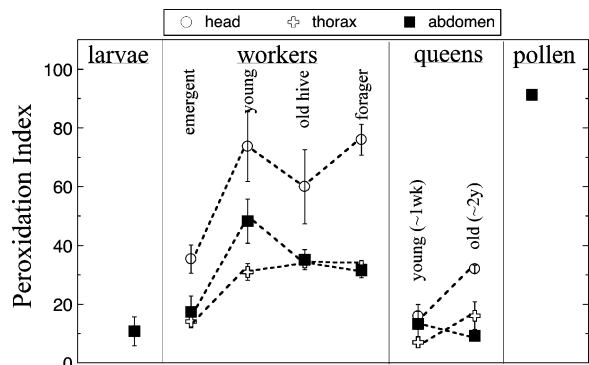 head thorax abdomen
larvae workers queens pollen
emergent
young
old hive
forager
young (~1wk)
old (~2y)
Peroxidation Index
100
80
60
40
20
0